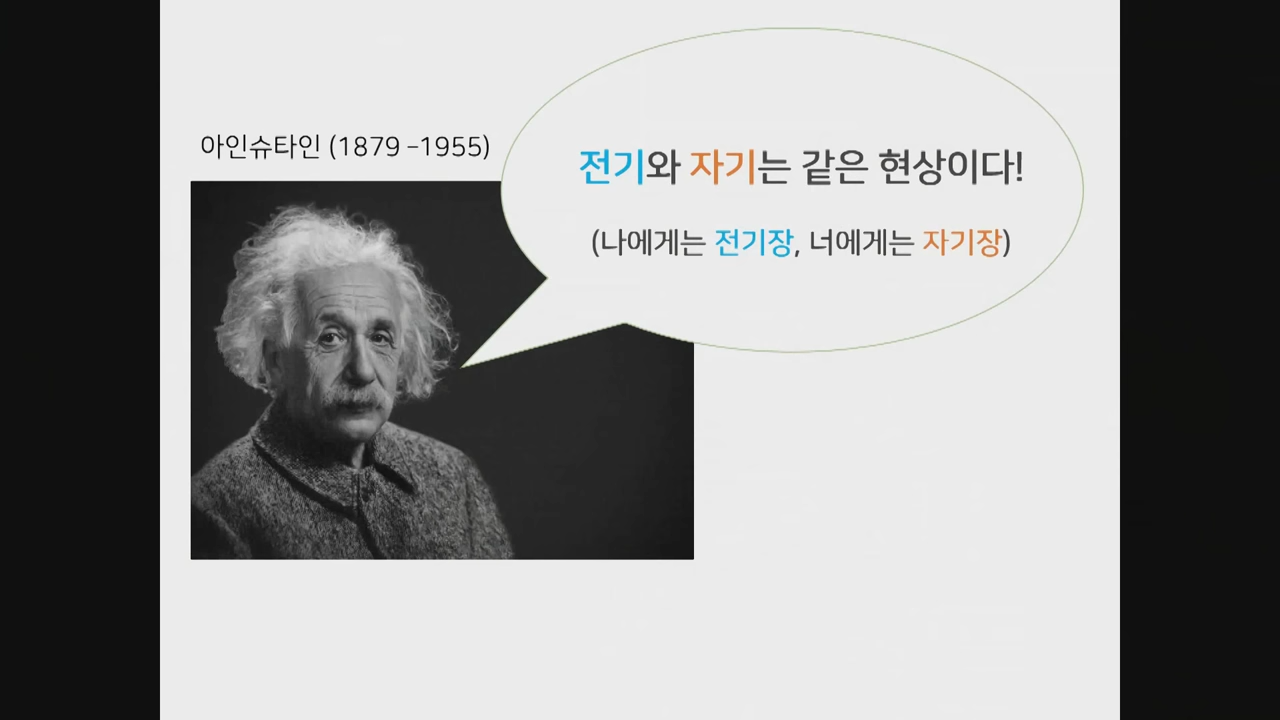 아인슈타인 (1879 –1955)
전기와 자기는 같은 현상이다!
(나에게는 전기장, 너에게는 자기장)